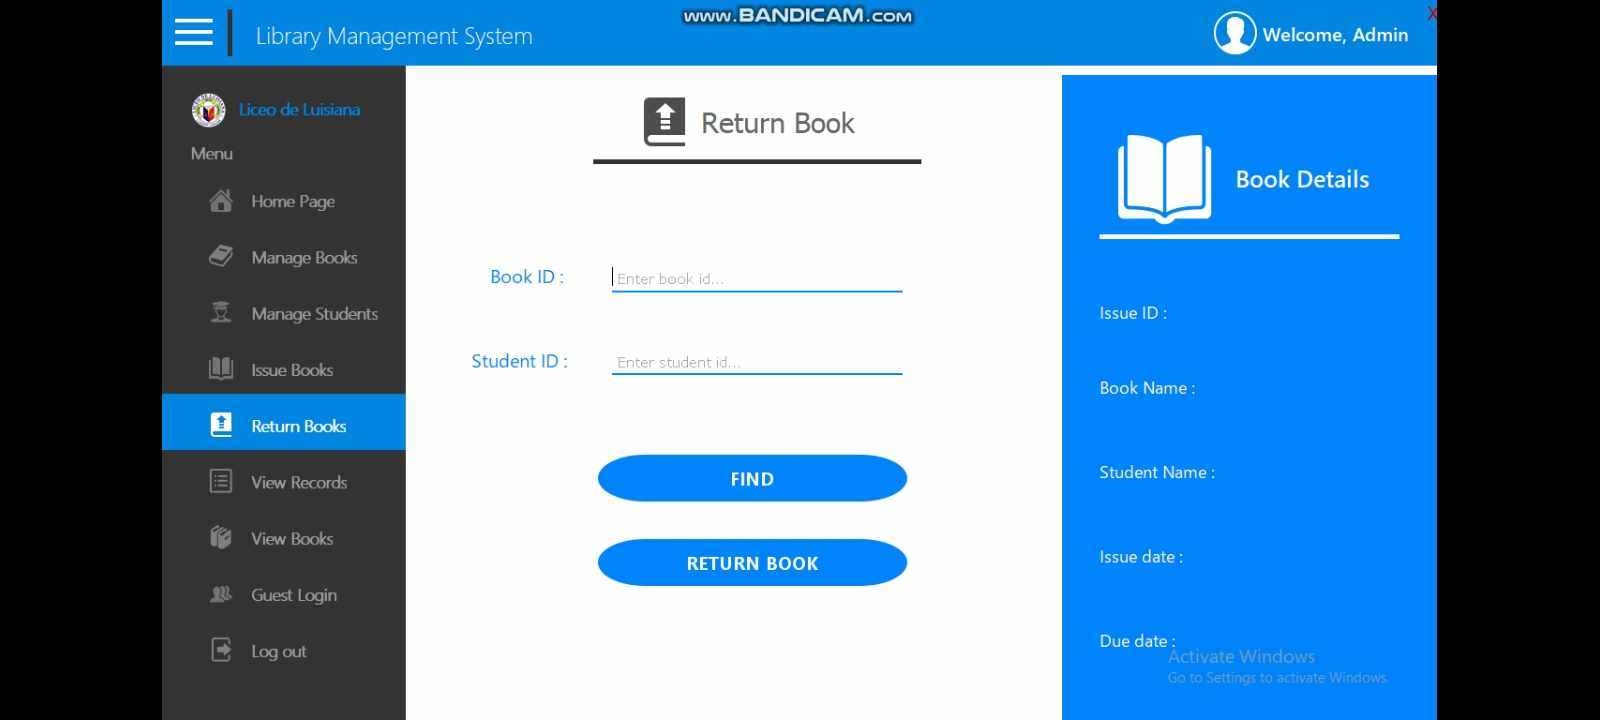 www.BANDICAM.com
X
Library Management System
Welcome, Admin
Liceo de Luisiana
Menu
Home Page
Manage Books
Manage Students
Issue Books
Return Books
View Records
View Books
Guest Login
Log out
Return Book
Book ID :
Enter book id...
Student ID :
Enter student id...
FIND
RETURN BOOK
Book Details
Issue ID :
Book Name :
Student Name :
Issue date :
Due date :
Activate Windows
Go to Settings to activate Windows.